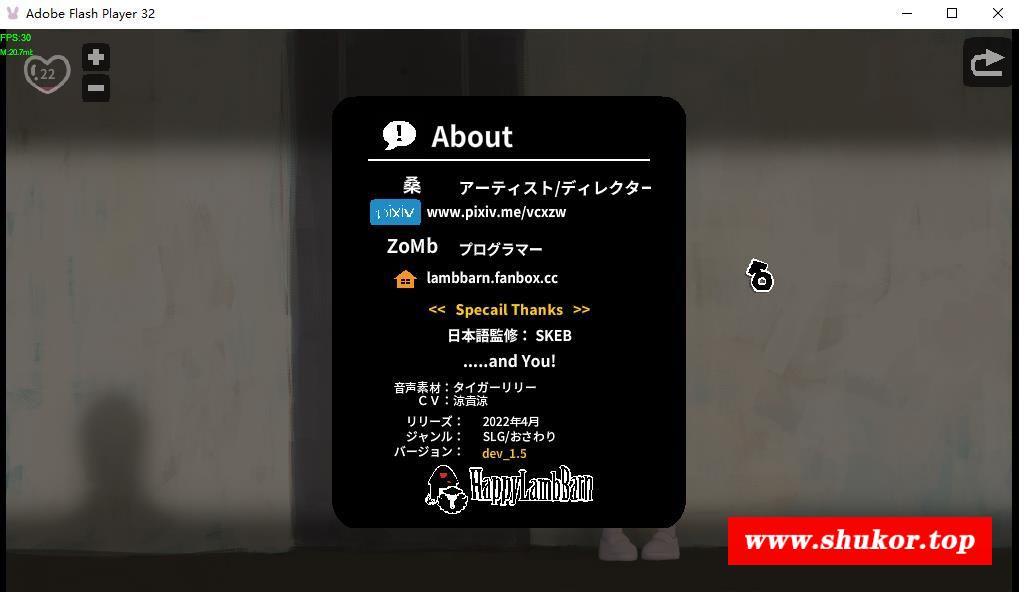 Adobe Flash Player 32
FPS:30
22
About
桑 アーティスト/ディレクター
pixiv www.pixiv.me/vcxzw
ZoMb プログラマー
lambbarn.fanbox.cc
<< Specail Thanks >>
日本語監修： SKEB
.....and You!
音声素材：タイガーリリー
ＣＶ：涼貴涼
リリーズ： 2022年4月
ジャンル： SLG/おさわり
バージョン： dev_1.5
HappyLambBarn
www.shukor.top